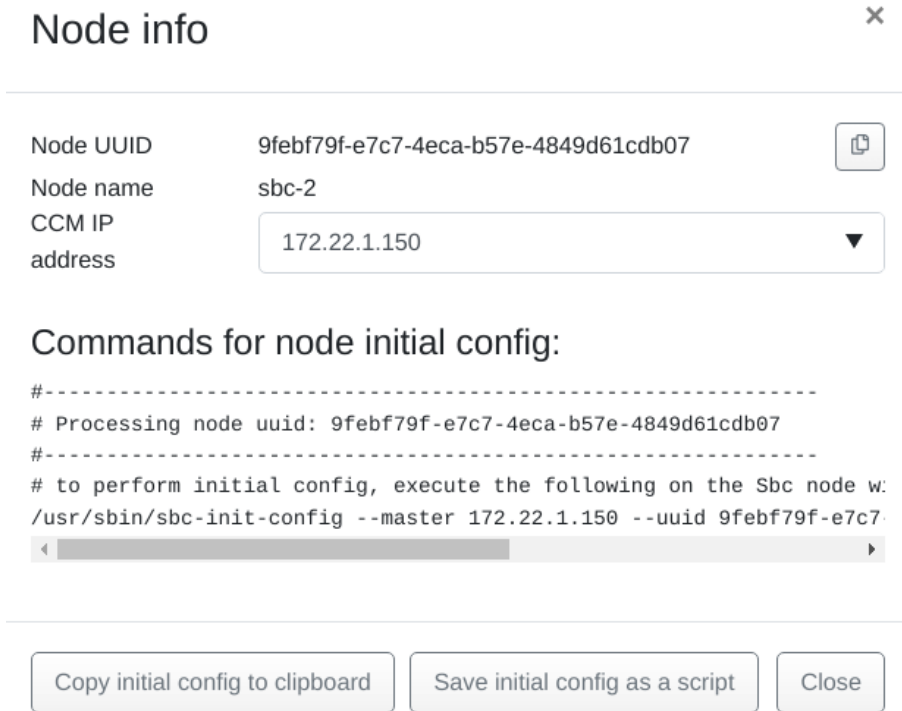 Node info
×
Node UUID 9febf79f-e7c7-4eca-b57e-4849d61cdb07
Node name sbc-2
CCM IP address 172.22.1.150
Commands for node initial config:
#--------------------------------------------------------------
# Processing node uuid: 9febf79f-e7c7-4eca-b57e-4849d61cdb07
#--------------------------------------------------------------
# to perform initial config, execute the following on the Sbc node
/usr/sbin/sbc-init-config --master 172.22.1.150 --uuid 9febf79f-e7c7-
Copy initial config to clipboard Save initial config as a script Close